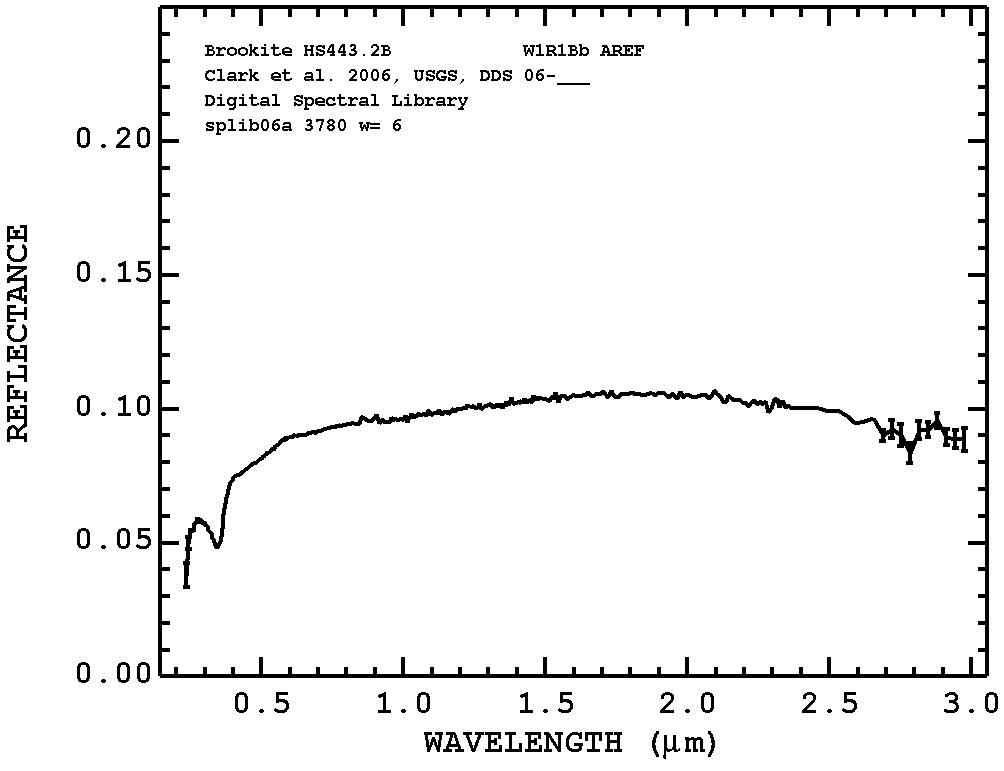 Brookite HS443.2B W1R1Bb AREF
Clark et al. 2006, USGS, DDS 06-___
Digital Spectral Library
splib06a 3780 w= 6
0.20
0.15
0.10
0.05
0.00
REFLECTANCE
0.5 1.0 1.5 2.0 2.5 3.0
WAVELENGTH (μm)